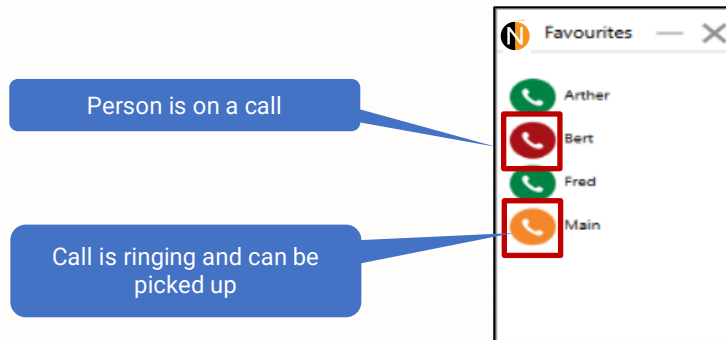 N Favourites
Arther
Person is on a call
Bert
Fred
Main
Call is ringing and can be
picked up